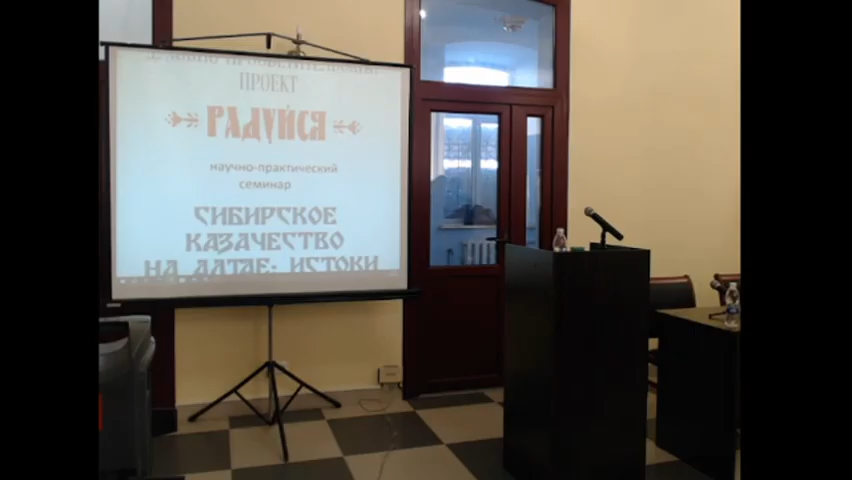 ПРОЕКТ
РАДУЙСЯ
научно-практический
семинар
СИБИРСКОЕ
КАЗАЧЕСТВО
НА АЛТАЕ: ИСТОКИ